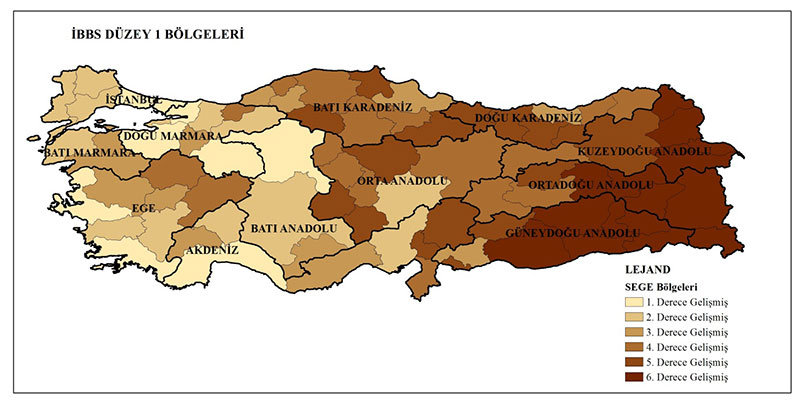 İBBS DÜZEY 1 BÖLGELERİ
İSTANBUL
BATI KARADENİZ
DOĞU KARADENİZ
DOĞU MARMARA
BATI MARMARA
KUZEYDOĞU ANADOLU
ORTA ANADOLU
ORTADOĞU ANADOLU
EGE
BATI ANADOLU
GÜNEYDOĞU ANADOLU
AKDENİZ
LEJAND
SEGE Bölgeleri
1. Derece Gelişmiş
2. Derece Gelişmiş
3. Derece Gelişmiş
4. Derece Gelişmiş
5. Derece Gelişmiş
6. Derece Gelişmiş